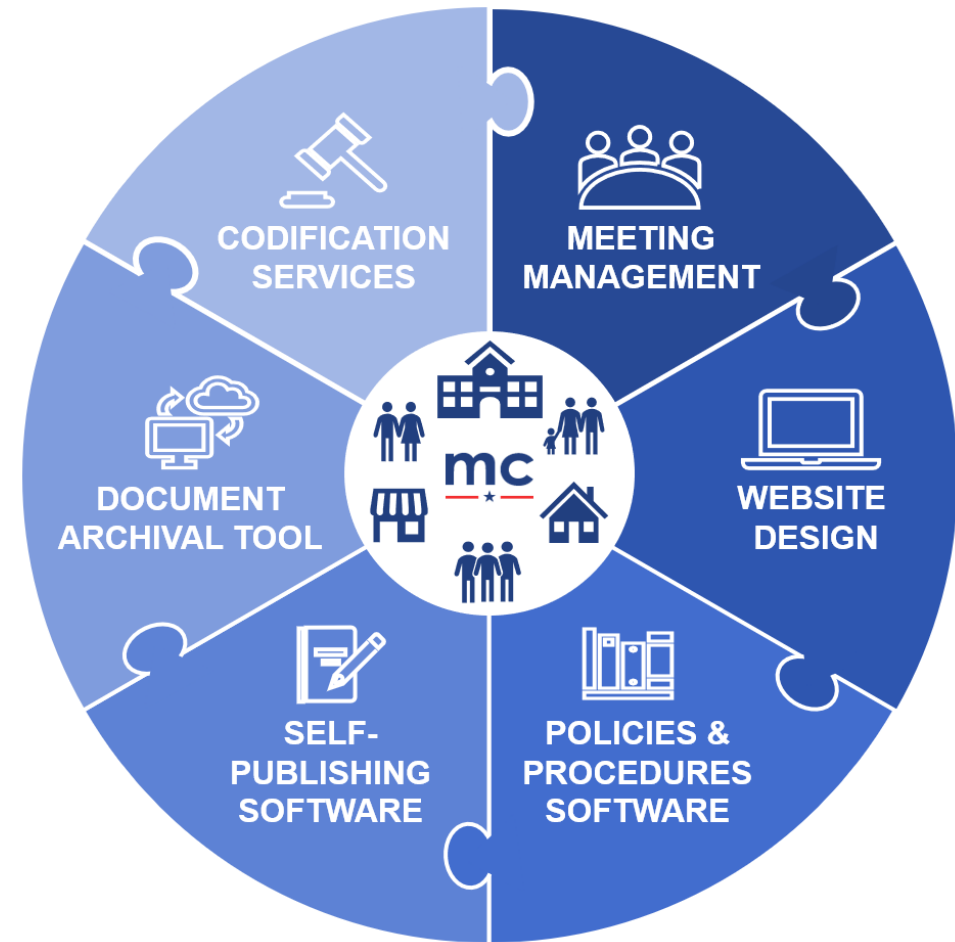 CODIFICATION
SERVICES
MEETING
MANAGEMENT
DOCUMENT
ARCHIVAL TOOL
mc
WEBSITE
DESIGN
SELF-
PUBLISHING
SOFTWARE
POLICIES &
PROCEDURES
SOFTWARE